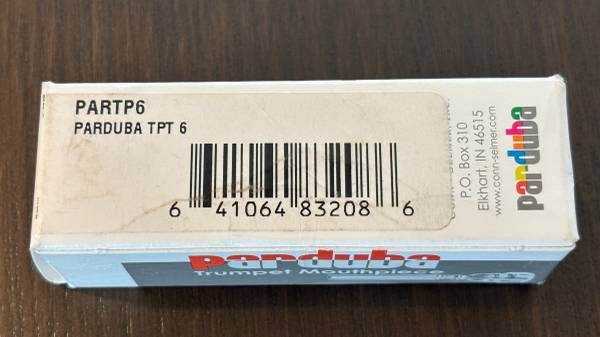 PARTP6
PARDUBA TPT 6
6 41064 83208 6
P.O. Box 310
Elkhart, IN 46515
www.conn-selmer.com
parduba
parduba
Trumpet Mouthpiece